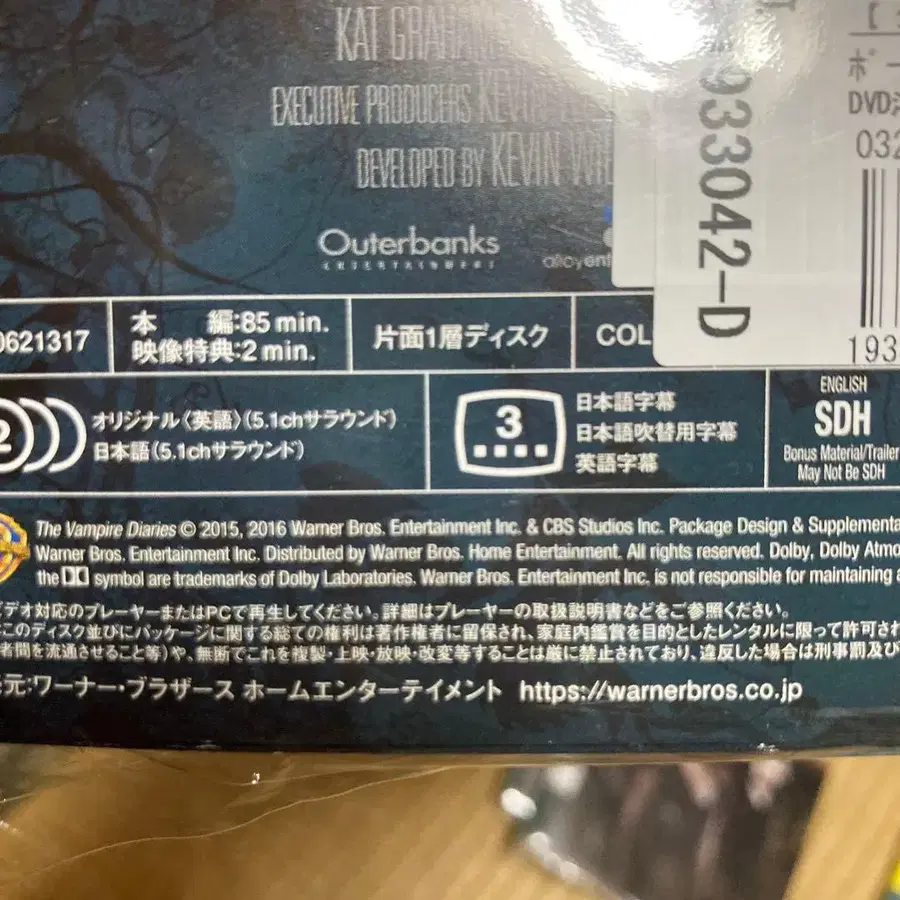 KAT GRAHAM
EXECUTIVE PRODUCERS KEVIN
DEVELOPED BY KEVIN
Outerbanks
ENTERTAINMENT
alloy
933042-D
DVD
032
193
0621317
本 編:85 min.
映像特典:2 min.
片面1層ディスク
COL
2
オリジナル〈英語〉(5.1chサラウンド)
日本語(5.1chサラウンド)
3
日本語字幕
日本語吹替用字幕
英語字幕
ENGLISH
SDH
Bonus Material/Trailer
May Not Be SDH
The Vampire Diaries © 2015, 2016 Warner Bros. Entertainment Inc. & CBS Studios Inc. Package Design & Supplementa
Warner Bros. Entertainment Inc. Distributed by Warner Bros. Home Entertainment. All rights reserved. Dolby, Dolby Atmo
the symbol are trademarks of Dolby Laboratories. Warner Bros. Entertainment Inc. is not responsible for maintaining a
デオ対応のプレーヤーまたはPCで再生してください。詳細はプレーヤーの取扱説明書などをご参照ください。
このディスク並びにパッケージに関する総ての権利は著作権者に留保され、家庭内鑑賞を目的としたレンタルに限って許可され
者間を流通させること等)や、無断でこれを複製・上映・放映・改変等することは厳に禁止されており、違反した場合は刑事罰及び
元:ワーナー・ブラザース ホームエンターテイメント https://warnerbros.co.jp